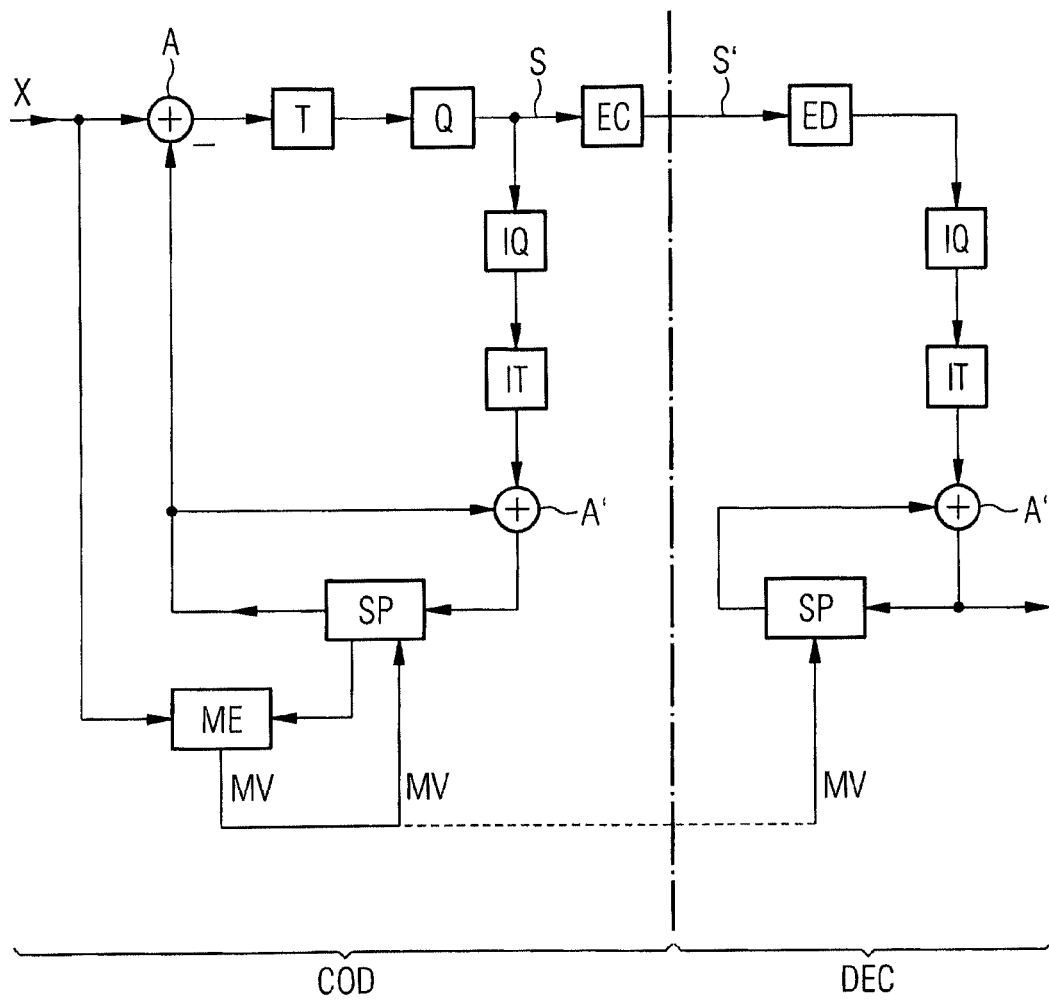 A
X
S
S'
+
T
Q
EC
ED
−
IQ
IQ
IT
IT
+
A'
+
A'
SP
SP
ME
MV
MV
MV
COD
DEC